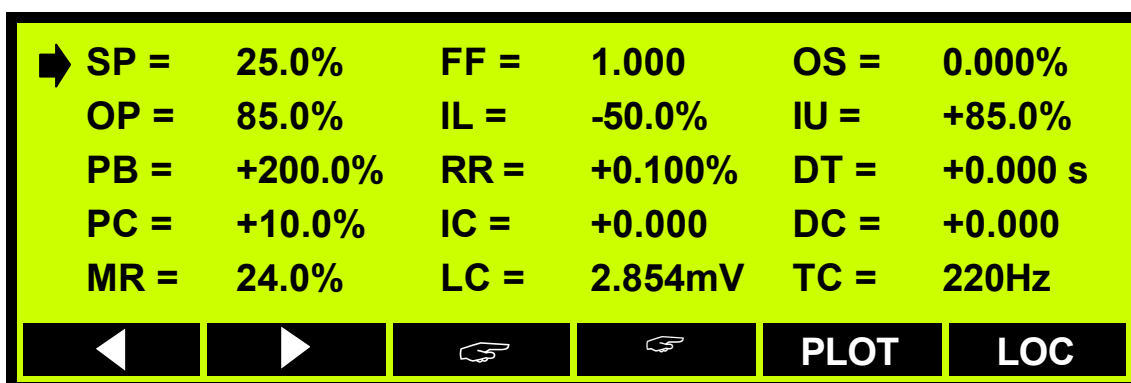 SP = 25.0% FF = 1.000 OS = 0.000%
OP = 85.0% IL = -50.0% IU = +85.0%
PB = +200.0% RR = +0.100% DT = +0.000 s
PC = +10.0% IC = +0.000 DC = +0.000
MR = 24.0% LC = 2.854mV TC = 220Hz
PLOT LOC